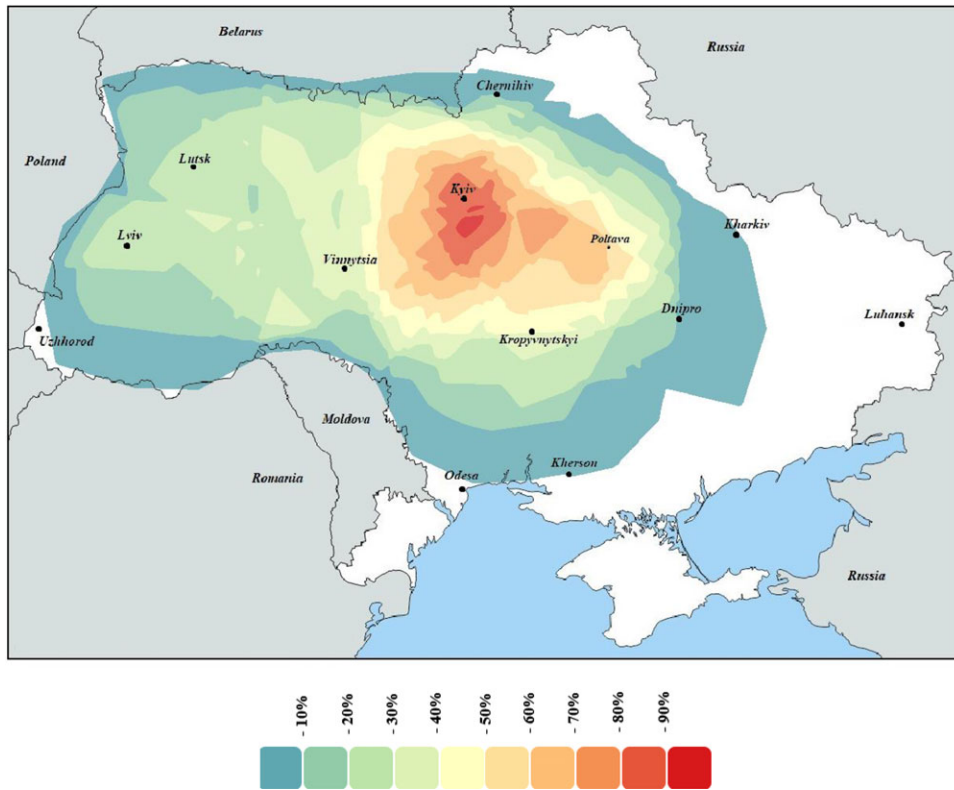 Belarus
Russia
Chernihiv
Poland
Lutsk
Kyiv
Kharkiv
Lviv
Poltava
Vinnytsia
Dnipro
Luhansk
Uzhhorod
Kropyvnytskyi
Moldova
Romania
Odesa
Kherson
Russia
- 10%
- 20%
- 30%
- 40%
- 50%
- 60%
- 70%
- 80%
- 90%